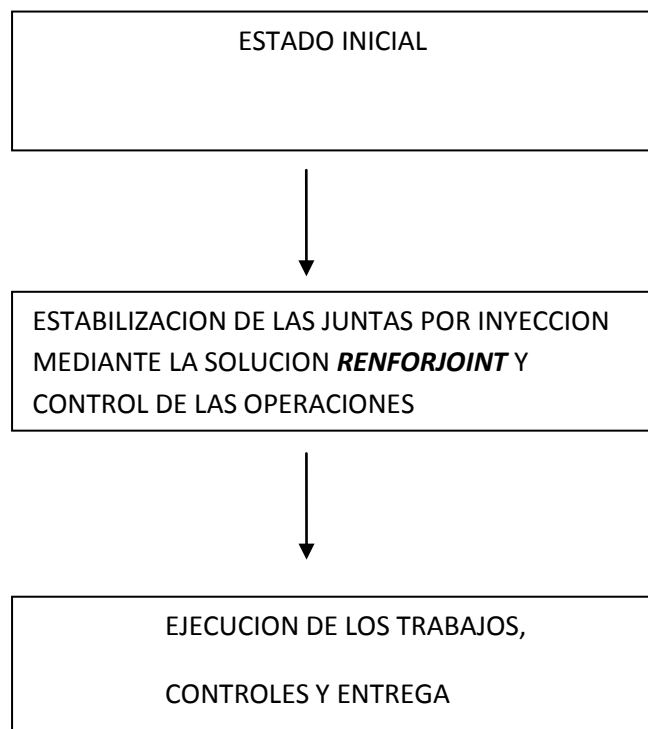 ESTADO INICIAL
ESTABILIZACION DE LAS JUNTAS POR INYECCION
MEDIANTE LA SOLUCION RENFORJOINT Y
CONTROL DE LAS OPERACIONES
EJECUCION DE LOS TRABAJOS,
CONTROLES Y ENTREGA